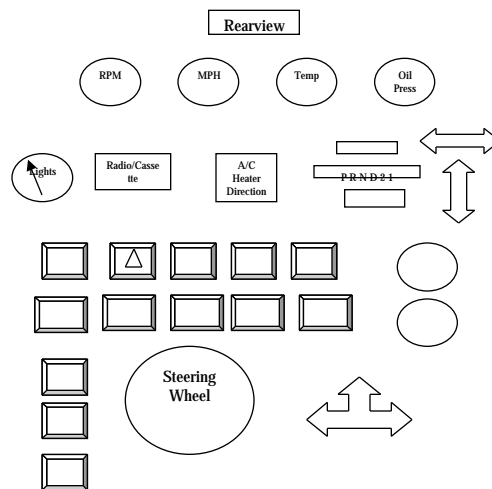 Rearview
RPM
MPH
Temp
Oil
Press
Lights
Radio/Casse
tte
A/C
Heater
Direction
P R N D 2 1
Steering
Wheel